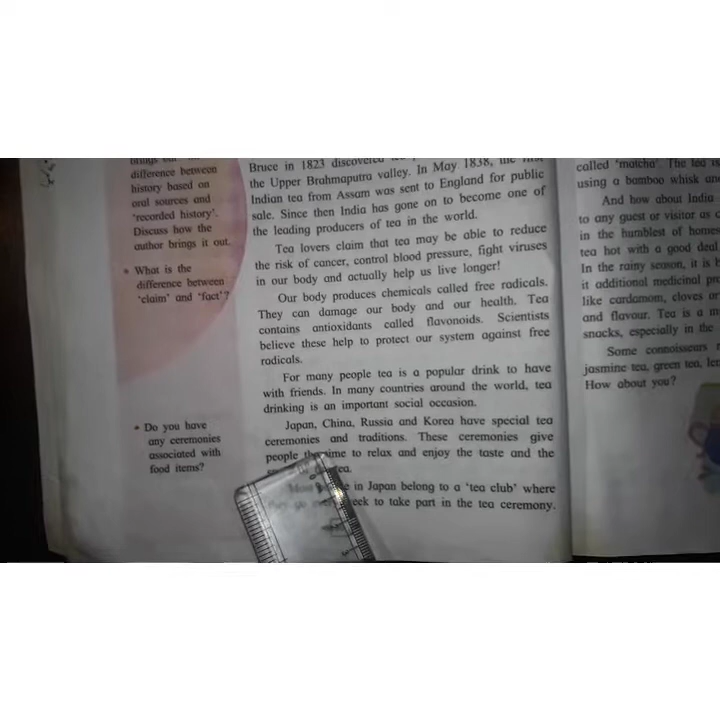 difference between
history based on
oral sources and
'recorded history'.
Discuss how the
author brings it out.
• What is the
difference between
'claim' and 'fact'?
• Do you have
any ceremonies
associated with
food items?
Bruce in 1823 discovered
the Upper Brahmaputra valley. In May 1838, the first
Indian tea from Assam was sent to England for public
sale. Since then India has gone on to become one of
the leading producers of tea in the world.
Tea lovers claim that tea may be able to reduce
the risk of cancer, control blood pressure, fight viruses
in our body and actually help us live longer!
Our body produces chemicals called free radicals.
They can damage our body and our health. Tea
contains antioxidants called flavonoids. Scientists
believe these help to protect our system against free
radicals.
For many people tea is a popular drink to have
with friends. In many countries around the world, tea
drinking is an important social occasion.
Japan, China, Russia and Korea have special tea
ceremonies and traditions. These ceremonies give
people the time to relax and enjoy the taste and the
tea.
Most in Japan belong to a 'tea club' where
they go every week to take part in the tea ceremony.
called 'matcha'. The tea is
using a bamboo whisk and
And how about India
to any guest or visitor as
in the humblest of homes
tea hot with a good deal
In the rainy season, it is
it additional medicinal
like cardamom, cloves or
and flavour. Tea is a
snacks, especially in the
Some connoisseurs
jasmine tea, green tea,
How about you?